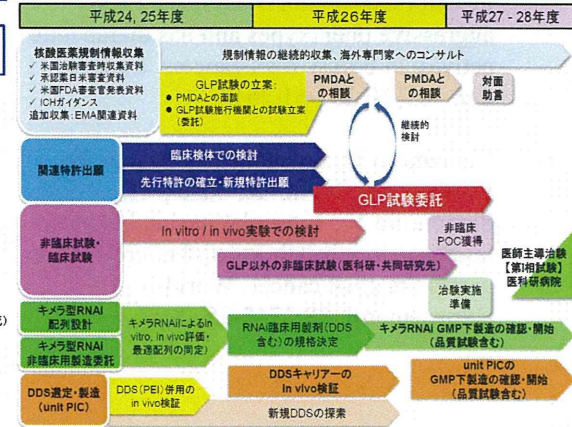 平成24, 25年度
平成26年度
平成27 - 28年度
核酸医薬規制情報収集
✓ 米国治験審査時収集資料
✓ 承認薬日米審査資料
✓ 米国FDA審査官発表資料
✓ ICHガイダンス
追加収集：EMA関連資料
規制情報の継続的収集、海外専門家へのコンサルト
GLP試験の立案：
● PMDAとの面談
● GLP試験施行機関との試験立案
(委託)
PMDAと
の相談
PMDAと
の相談
対面
助言
継続的
検討
関連特許出願
臨床検体での検討
先行特許の確立・新規特許出願
GLP試験委託
非臨床試験・
臨床試験
In vitro / in vivo実験での検討
非臨床
POC獲得
GLP以外の非臨床試験（医科研・共同研究先）
治験実施
準備
医師主導治験
【第I相試験】
医科研病院
キメラ型RNAi
配列設計
キメラ型RNAi
非臨床用製造委託
キメラRNAiによるIn
vitro, in vivo評価・
最適配列の同定）
RNAi臨床用製剤（DDS
含む）の規格決定
キメラRNAi GMP下製造の確認・開始
（品質試験含む）
DDS選定・製造
（unit PIC）
DDS（PEI）併用の
in vivo検証
DDSキャリアーの
In vivo検証
unit PICの
GMP下製造の確認・開始
（品質試験含む）
新規DDSの探索